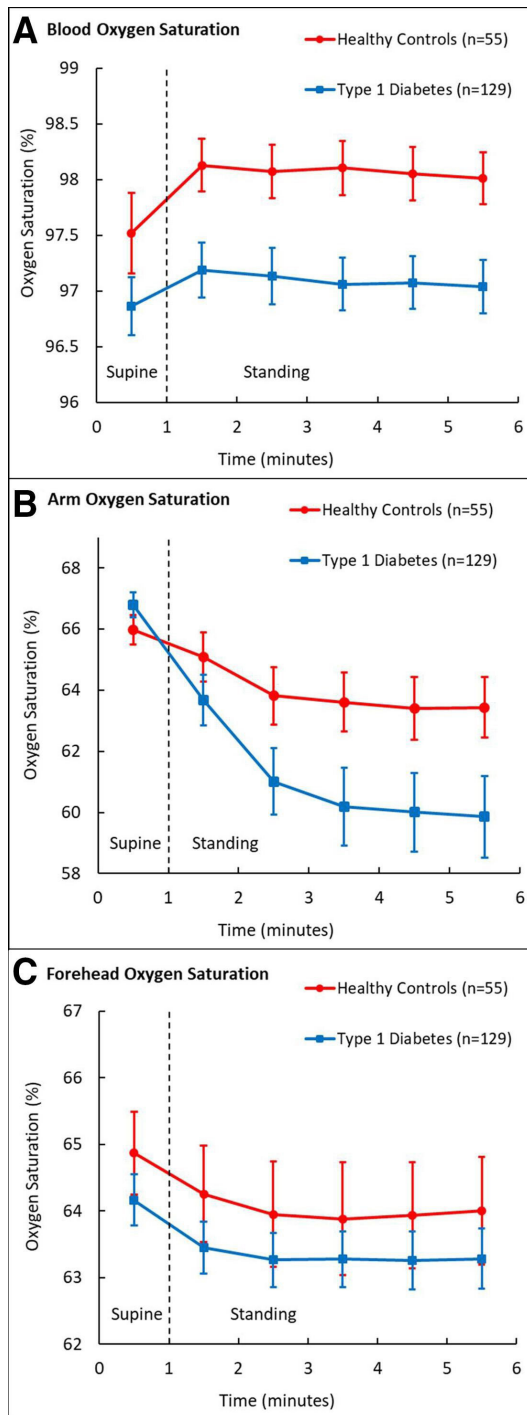 A Blood Oxygen Saturation
Healthy Controls (n=55)
Type 1 Diabetes (n=129)
Oxygen Saturation (%)
99
98.5
98
97.5
97
96.5
96
Supine
Standing
0 1 2 3 4 5 6
Time (minutes)
B Arm Oxygen Saturation
Healthy Controls (n=55)
Type 1 Diabetes (n=129)
Oxygen Saturation (%)
68
66
64
62
60
58
Supine
Standing
0 1 2 3 4 5 6
Time (minutes)
C Forehead Oxygen Saturation
Healthy Controls (n=55)
Type 1 Diabetes (n=129)
Oxygen Saturation (%)
67
66
65
64
63
62
Supine
Standing
0 1 2 3 4 5 6
Time (minutes)